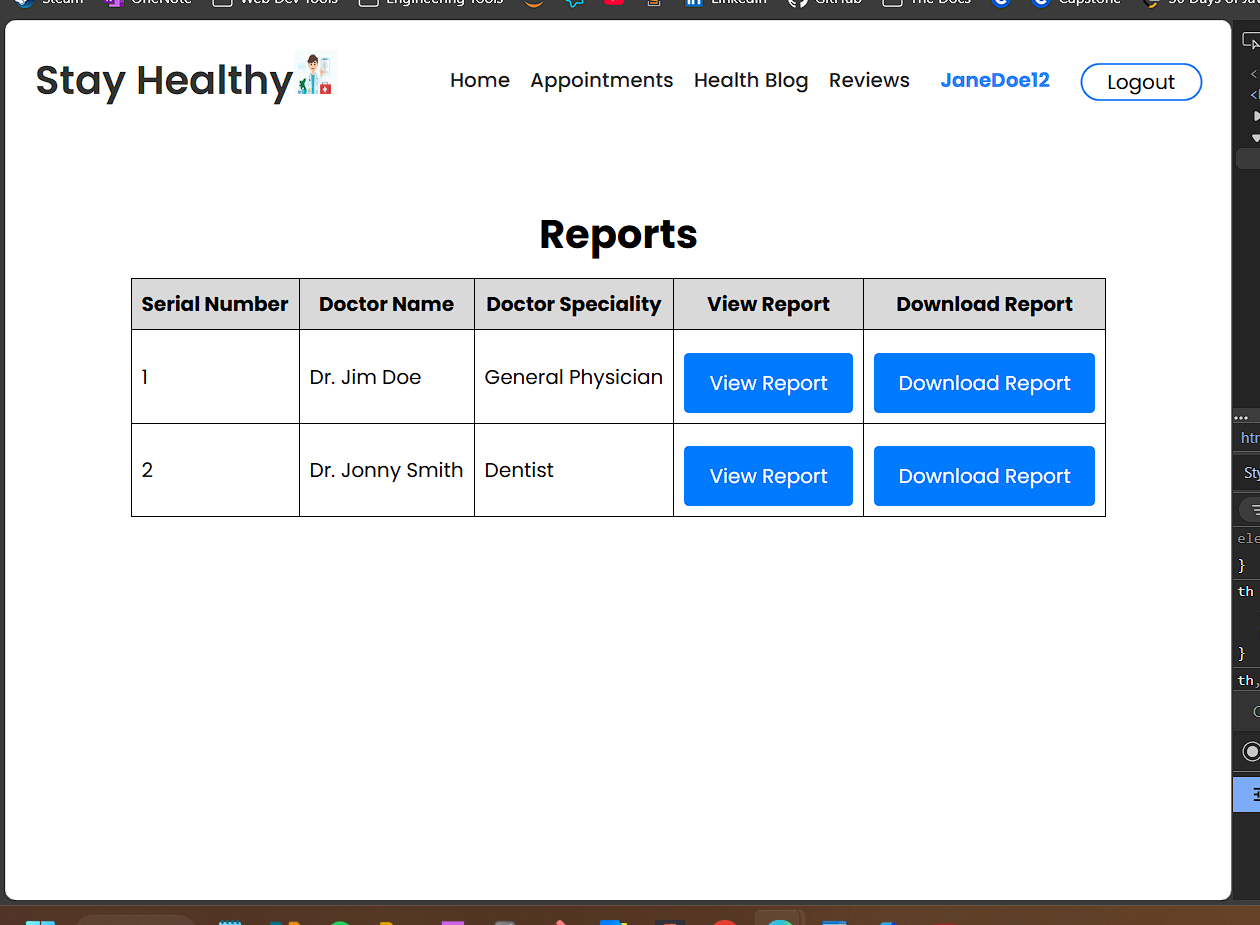 Steam OneNote Web Dev Tools Engineering Tools LinkedIn GitHub The Docs Capstone
Stay Healthy Home Appointments Health Blog Reviews JaneDoe12 Logout
Reports
Serial Number Doctor Name Doctor Speciality View Report Download Report
1 Dr. Jim Doe General Physician View Report Download Report
2 Dr. Jonny Smith Dentist View Report Download Report
}
th
}
th,